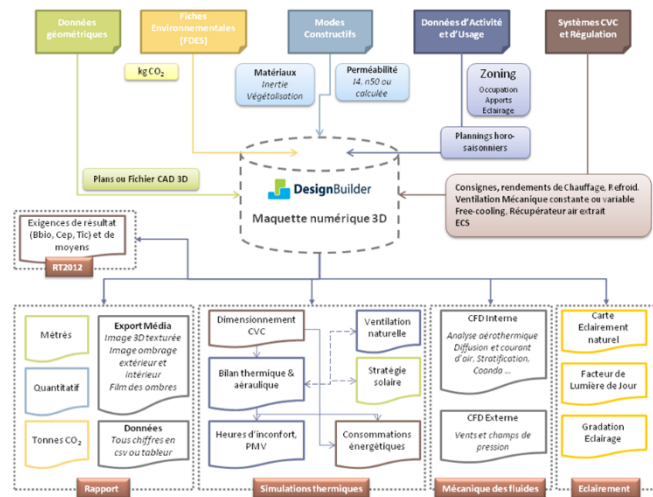 Données
géométriques
Fiches
Environnementales
(FDES)
Modes
Constructifs
Données d'Activité
et d'Usage
Systèmes CVC
et Régulation
kg CO₂
Matériaux
Inertie
Végétalisation
Perméabilité
I4, n50 ou
calculée
Zoning
Occupation
Apports
Eclairage
Plannings horo-
saisonniers
Plans ou Fichier CAD 3D
DesignBuilder
Maquette numérique 3D
Consignes, rendements de Chauffage, Refroid.
Ventilation Mécanique constante ou variable
Free-cooling, Récupérateur air extrait
ECS
Exigences de résultat
(Bbio, Cep, Tic) et de
moyens
RT2012
Métrés
Quantitatif
Tonnes CO₂
Export Média
Image 3D texturée
Image ombrage
extérieur et
Intérieur
Film des ombres
Données
Tous chiffres en
csv ou tableur
Rapport
Dimensionnement
CVC
Ventilation
naturelle
Bilan thermique &
aéraulique
Stratégie
solaire
Heures d'inconfort,
PMV
Consommations
énergétiques
Simulations thermiques
CFD Interne
Analyse aérothermique
Diffusion et courant
d'air. Stratification.
Coanda ...
CFD Externe
Vents et champs de
pression
Mécanique des fluides
Carte
Eclairement
naturel
Facteur de
Lumière de Jour
Gradation
Eclairage
Eclairement